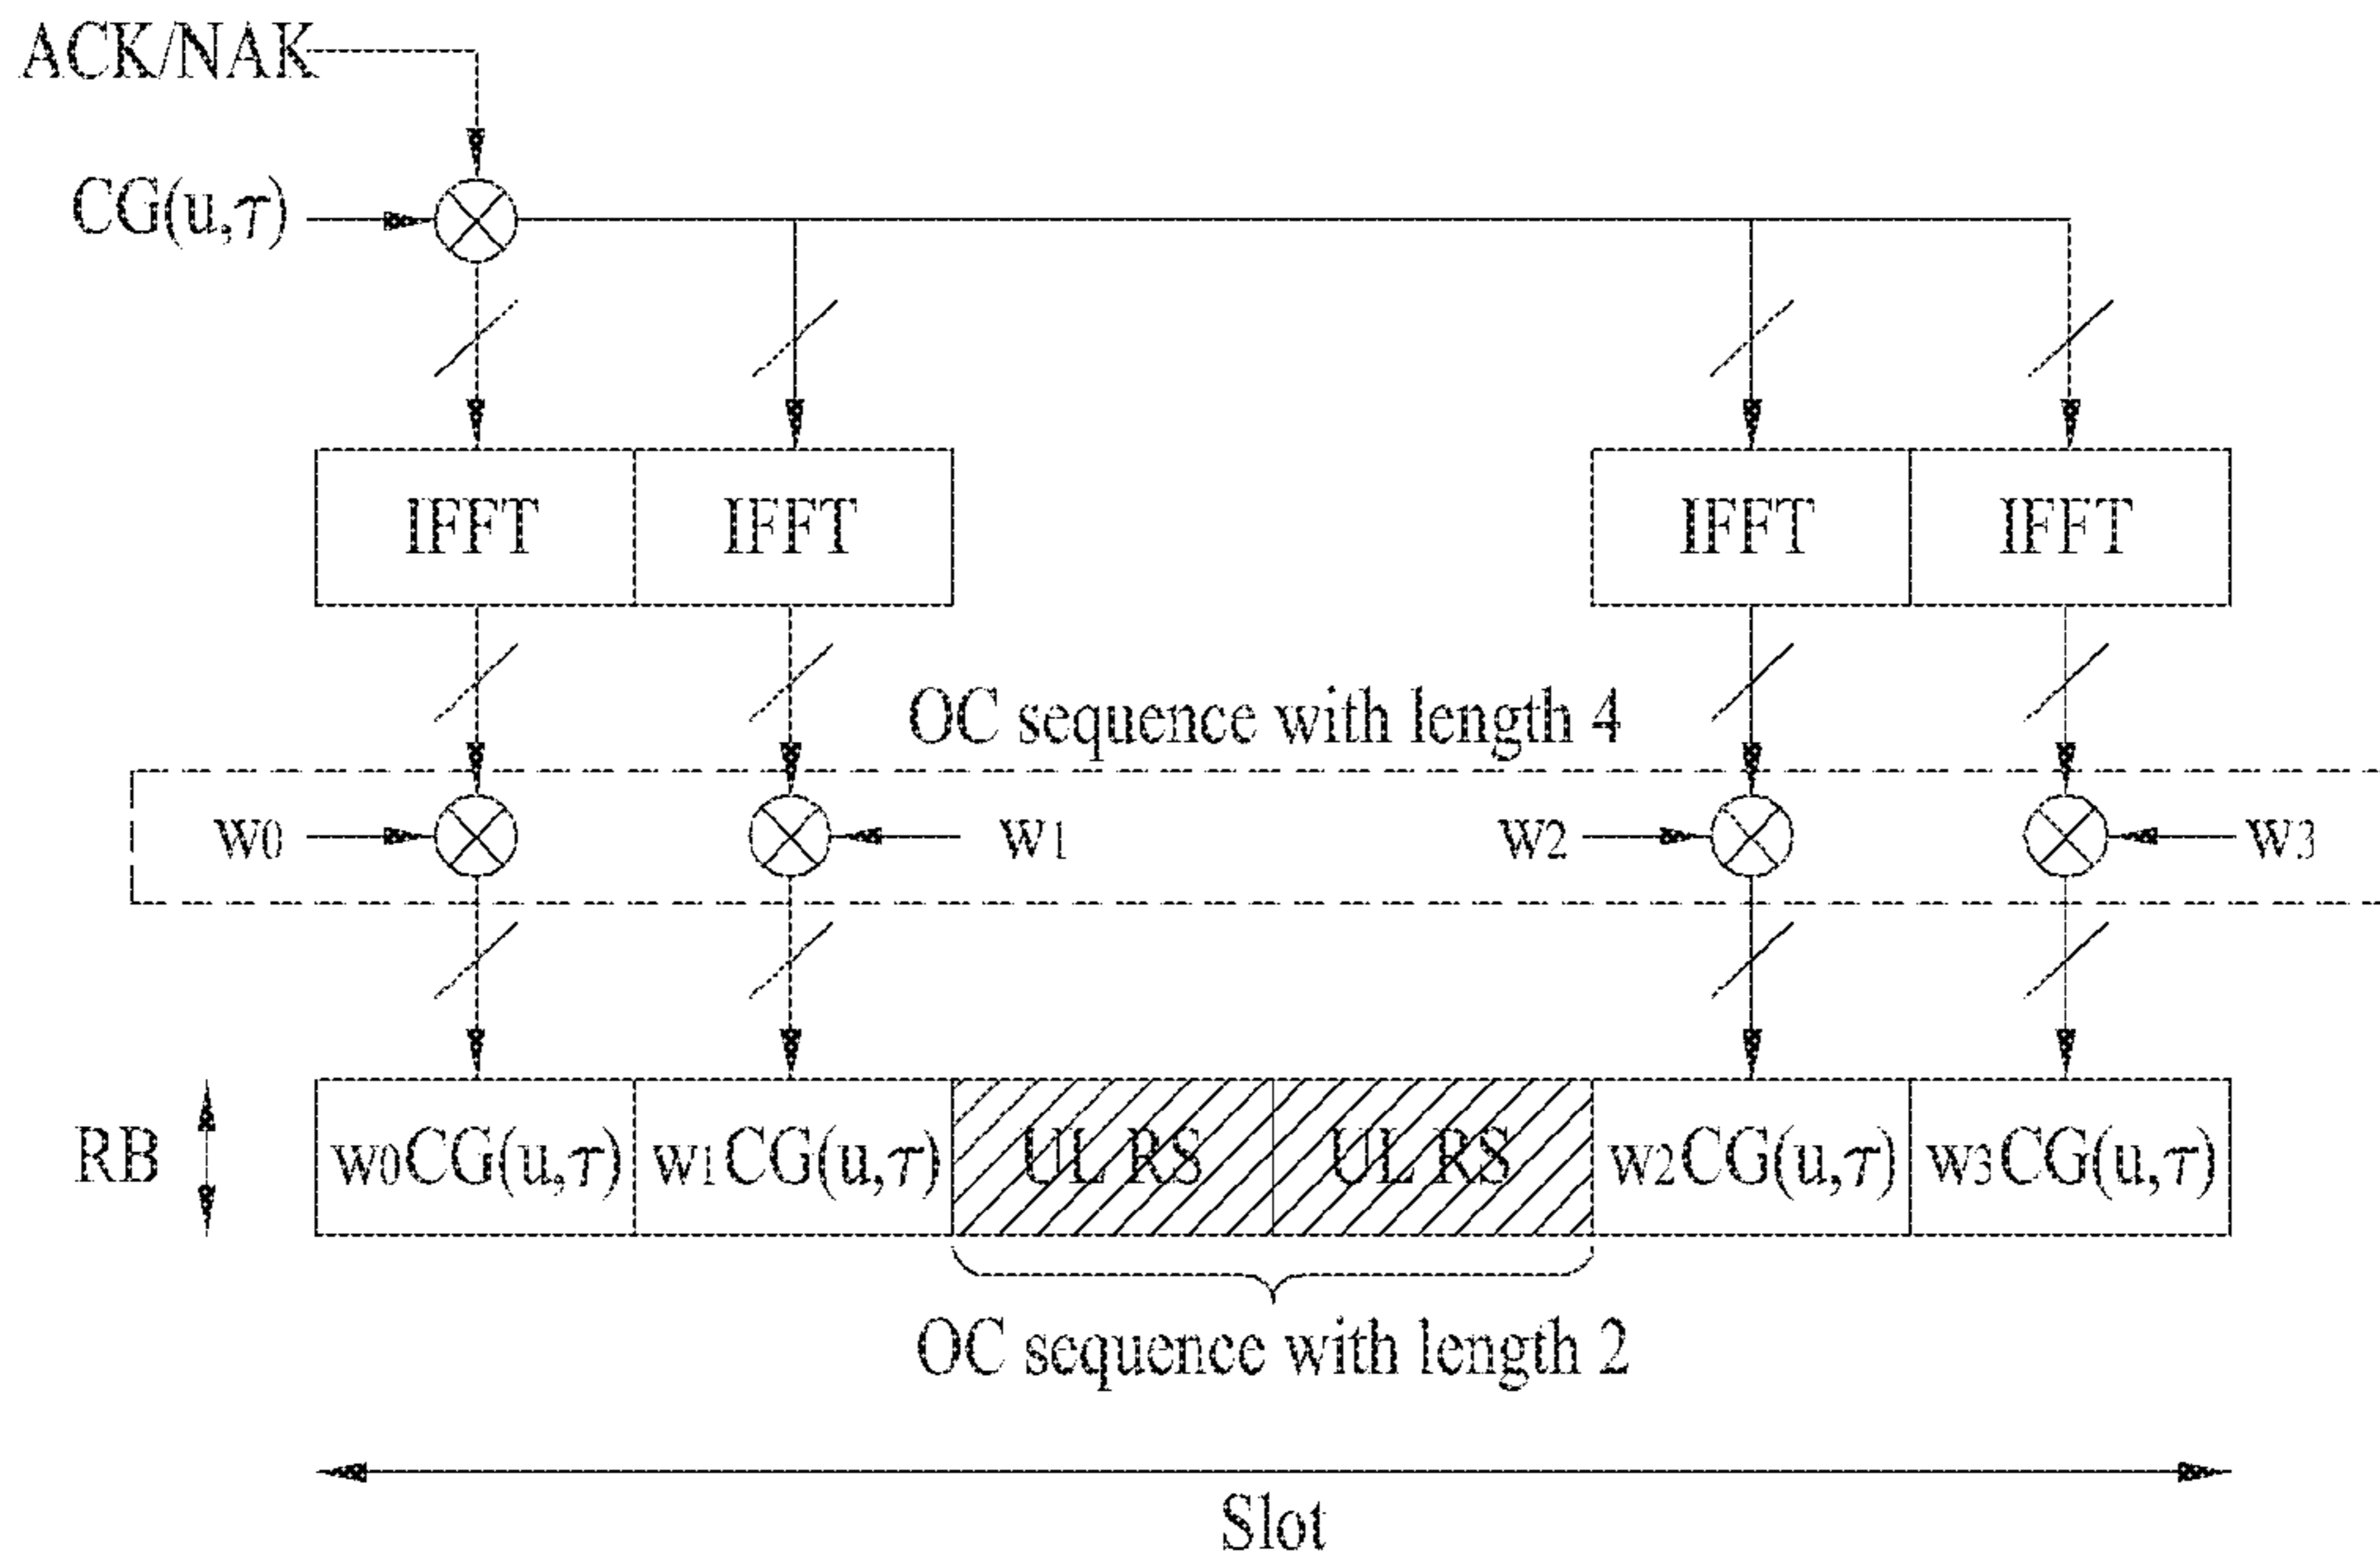 ACK/NAK
CG(u,τ)
IFFT IFFT IFFT IFFT
OC sequence with length 4
w0 w1 w2 w3
RB w0CG(u,τ) w1CG(u,τ) UL RS UL RS w2CG(u,τ) w3CG(u,τ)
OC sequence with length 2
Slot